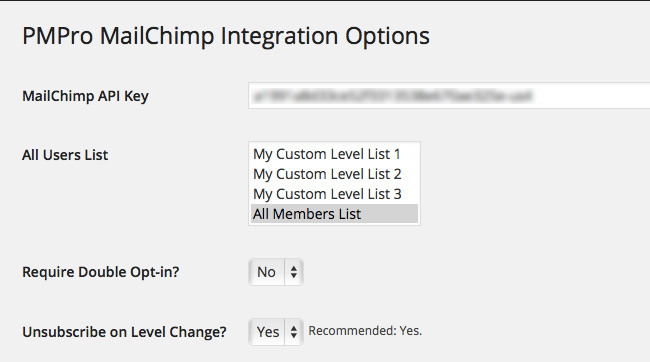 PMPro MailChimp Integration Options
MailChimp API Key
All Users List
My Custom Level List 1
My Custom Level List 2
My Custom Level List 3
All Members List
Require Double Opt-in? No
Unsubscribe on Level Change? Yes Recommended: Yes.